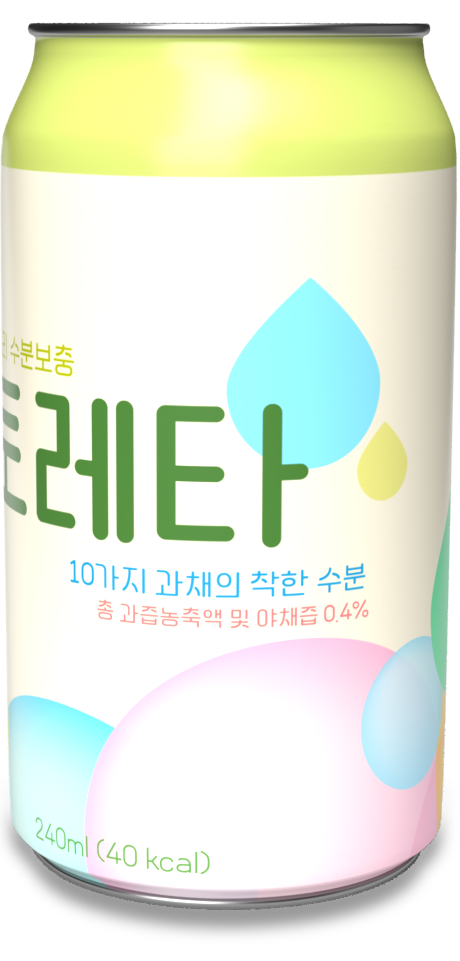 수분보충
토레타
10가지 과채의 착한 수분
총 과즙농축액 및 야채즙 0.4%
240ml (40 kcal)